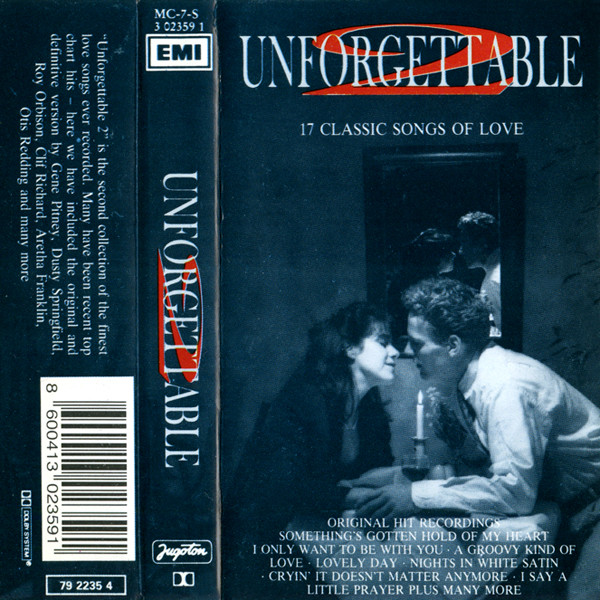 "Unforgettable 2" is the second collection of the finest
love songs ever recorded. Many have been recent top
chart hits – here we have included the original and
definitive version by Gene Pitney, Dusty Springfield,
Roy Orbison, Clif Richard, Aretha Franklin,
Otis Redding and many more
8 600413 023591
DOLBY SYSTEM
79 2235 4
MC-7-S
3 02359 1
EMI
UNFORGETTABLE
2
Jugoton
UNFORGETTABLE
2
17 CLASSIC SONGS OF LOVE
ORIGINAL HIT RECORDINGS
SOMETHING'S GOTTEN HOLD OF MY HEART
I ONLY WANT TO BE WITH YOU · A GROOVY KIND OF
LOVE · LOVELY DAY · NIGHTS IN WHITE SATIN
· CRYIN' IT DOESN'T MATTER ANYMORE · I SAY A
LITTLE PRAYER PLUS MANY MORE